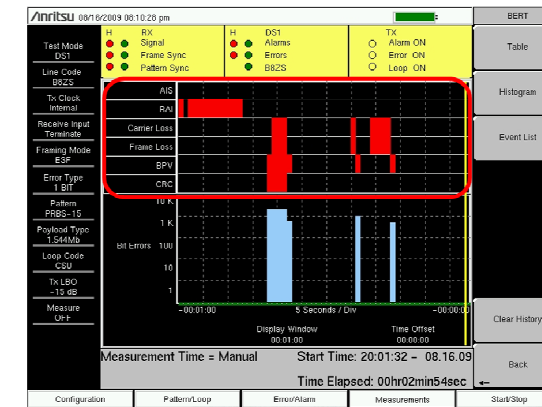 Anritsu 08/16/2009 08:10:28 pm
BERT
Test Mode
DS1
Line Code
B8ZS
Tx Clock
Internal
Receive Input
Terminate
Framing Mode
ESF
Error Type
1 BIT
Pattern
PRBS-15
Payload Type
1.544Mb
Loop Code
CSU
Tx LBO
-15 dB
Measure
OFF
H RX
Signal
Frame Sync
Pattern Sync
H DS1
Alarms
Errors
B8ZS
TX
Alarm ON
Error ON
Loop ON
AIS
RAI
Carrier Loss
Frame Loss
BPV
CRC
10 K
1 K
Bit Errors 100
10
1
-00:01:00 5 Seconds / Div -00:00:00
Display Window
00:01:00
Time Offset
00:00:00
Measurement Time = Manual Start Time: 20:01:32 - 08.16.09
Time Elapsed: 00hr02min54sec
Table
Histogram
Event List
Clear History
Back
Configuration Pattern/Loop Error/Alarm Measurements Start/Stop